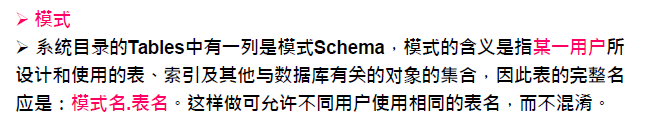 ➢ 模式
➢ 系统目录的Tables中有一列是模式Schema，模式的含义是指某一用户所
设计和使用的表、索引及其他与数据库有关的对象的集合，因此表的完整名
应是：模式名.表名。这样做可允许不同用户使用相同的表名，而不混淆。